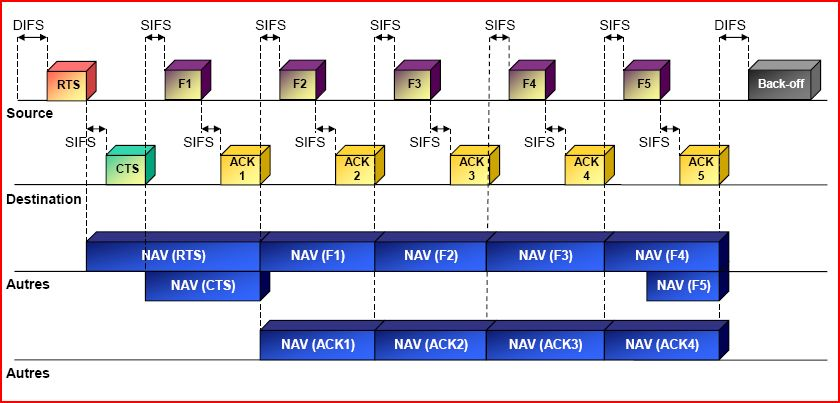 DIFS SIFS SIFS SIFS SIFS SIFS DIFS
RTS F1 F2 F3 F4 F5 Back-off
Source
SIFS SIFS SIFS SIFS SIFS SIFS
CTS ACK 1 ACK 2 ACK 3 ACK 4 ACK 5
Destination
NAV (RTS) NAV (F1) NAV (F2) NAV (F3) NAV (F4)
Autres
NAV (CTS) NAV (F5)
NAV (ACK1) NAV (ACK2) NAV (ACK3) NAV (ACK4)
Autres